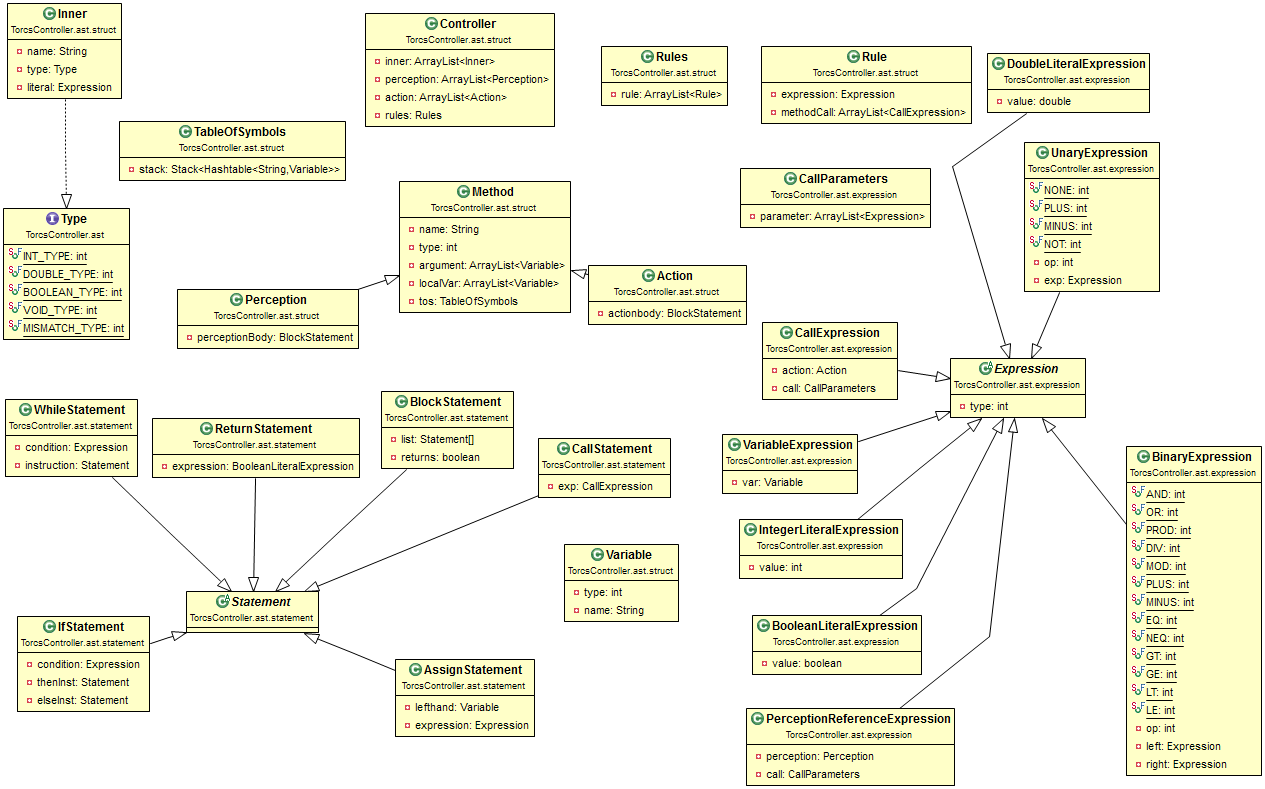 Inner
TorcsController.ast.struct
name: String
type: Type
literal: Expression
Controller
TorcsController.ast.struct
inner: ArrayList<Inner>
perception: ArrayList<Perception>
action: ArrayList<Action>
rules: Rules
Rules
TorcsController.ast.struct
rule: ArrayList<Rule>
Rule
TorcsController.ast.struct
expression: Expression
methodCall: ArrayList<CallExpression>
DoubleLiteralExpression
TorcsController.ast.expression
value: double
TableOfSymbols
TorcsController.ast.struct
stack: Stack<Hashtable<String,Variable>>
UnaryExpression
TorcsController.ast.expression
NONE: int
PLUS: int
MINUS: int
NOT: int
op: int
exp: Expression
CallParameters
TorcsController.ast.expression
parameter: ArrayList<Expression>
Method
TorcsController.ast.struct
name: String
type: int
argument: ArrayList<Variable>
localVar: ArrayList<Variable>
tos: TableOfSymbols
Type
TorcsController.ast
INT_TYPE: int
DOUBLE_TYPE: int
BOOLEAN_TYPE: int
VOID_TYPE: int
MISMATCH_TYPE: int
Perception
TorcsController.ast.struct
perceptionBody: BlockStatement
Action
TorcsController.ast.struct
actionbody: BlockStatement
CallExpression
TorcsController.ast.expression
action: Action
call: CallParameters
Expression
TorcsController.ast.expression
type: int
WhileStatement
TorcsController.ast.statement
condition: Expression
instruction: Statement
ReturnStatement
TorcsController.ast.statement
expression: BooleanLiteralExpression
BlockStatement
TorcsController.ast.statement
list: Statement[]
returns: boolean
CallStatement
TorcsController.ast.statement
exp: CallExpression
VariableExpression
TorcsController.ast.expression
var: Variable
BinaryExpression
TorcsController.ast.expression
AND: int
OR: int
PROD: int
DIV: int
MOD: int
PLUS: int
MINUS: int
EQ: int
NEQ: int
GT: int
GE: int
LT: int
LE: int
op: int
left: Expression
right: Expression
IntegerLiteralExpression
TorcsController.ast.expression
value: int
Variable
TorcsController.ast.struct
type: int
name: String
Statement
TorcsController.ast.statement
IfStatement
TorcsController.ast.statement
condition: Expression
thenInst: Statement
elseInst: Statement
BooleanLiteralExpression
TorcsController.ast.expression
value: boolean
AssignStatement
TorcsController.ast.statement
lefthand: Variable
expression: Expression
PerceptionReferenceExpression
TorcsController.ast.expression
perception: Perception
call: CallParameters